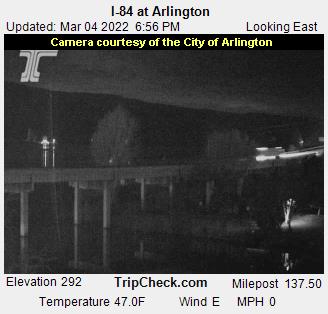 I-84 at Arlington
Updated: Mar 04 2022 6:56 PM Looking East
Camera courtesy of the City of Arlington
Elevation 292 TripCheck.com Milepost 137.50
Temperature 47.0F Wind E MPH 0